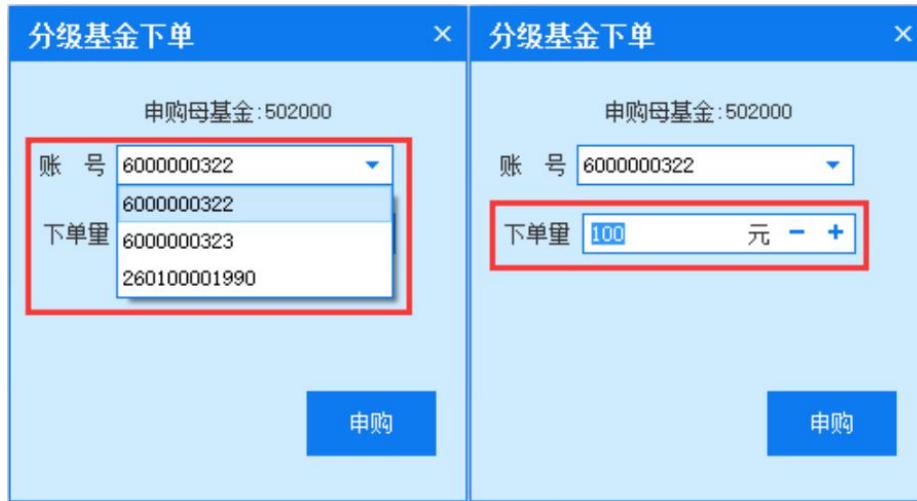 分级基金下单 ×
申购母基金:502000
账 号 6000000322
6000000322
下单量 6000000323
260100001990
申购
分级基金下单 ×
申购母基金:502000
账 号 6000000322
下单量 100 元 - +
申购